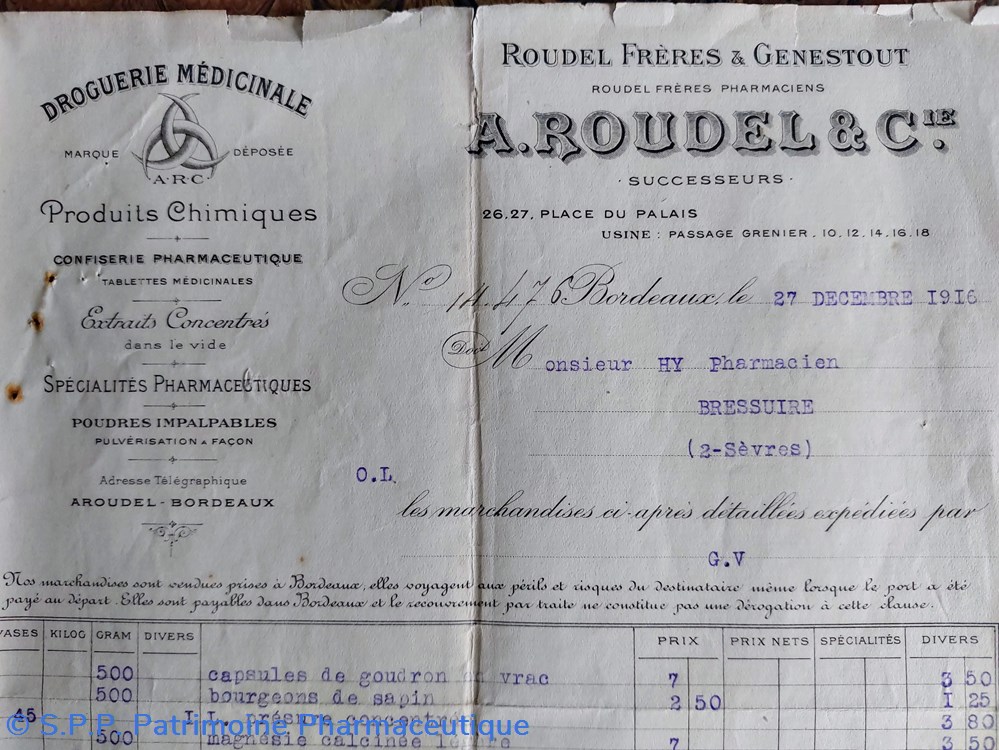 DROGUERIE MÉDICINALE
MARQUE DÉPOSÉE
A.R.C.
Produits Chimiques
CONFISERIE PHARMACEUTIQUE
TABLETTES MÉDICINALES
Extraits Concentrés
dans le vide
SPÉCIALITÉS PHARMACEUTIQUES
POUDRES IMPALPABLES
PULVÉRISATION A FAÇON
Adresse Télégraphique
AROUDEL - BORDEAUX
ROUDEL FRÈRES & GENESTOUT
ROUDEL FRÈRES PHARMACIENS
A. ROUDEL & CIE.
· SUCCESSEURS ·
26.27, PLACE DU PALAIS
USINE : PASSAGE GRENIER, 10.12.14.16.18
No 14.476 Bordeaux, le 27 DECEMBRE 1916
Doit Monsieur HY Pharmacien
BRESSUIRE
(2-Sèvres)
O.L.
les marchandises ci-après détaillées expédiées par
G.V
Nos marchandises sont vendues prises à Bordeaux, elles voyagent aux périls et risques du destinataire même lorsque le port a été
payé au départ. Elles sont payables dans Bordeaux et le recouvrement par traite ne constitue pas une dérogation à cette clause.
VASES KILOG GRAM DIVERS PRIX PRIX NETS SPÉCIALITÉS DIVERS
500 capsules de goudron en vrac 7 3 50
500 bourgeons de sapin 2 50 I 25
45 I L. présure 3 80
500 magnésie calcinée 7 3 50
© S.P.P. Patrimoine Pharmaceutique